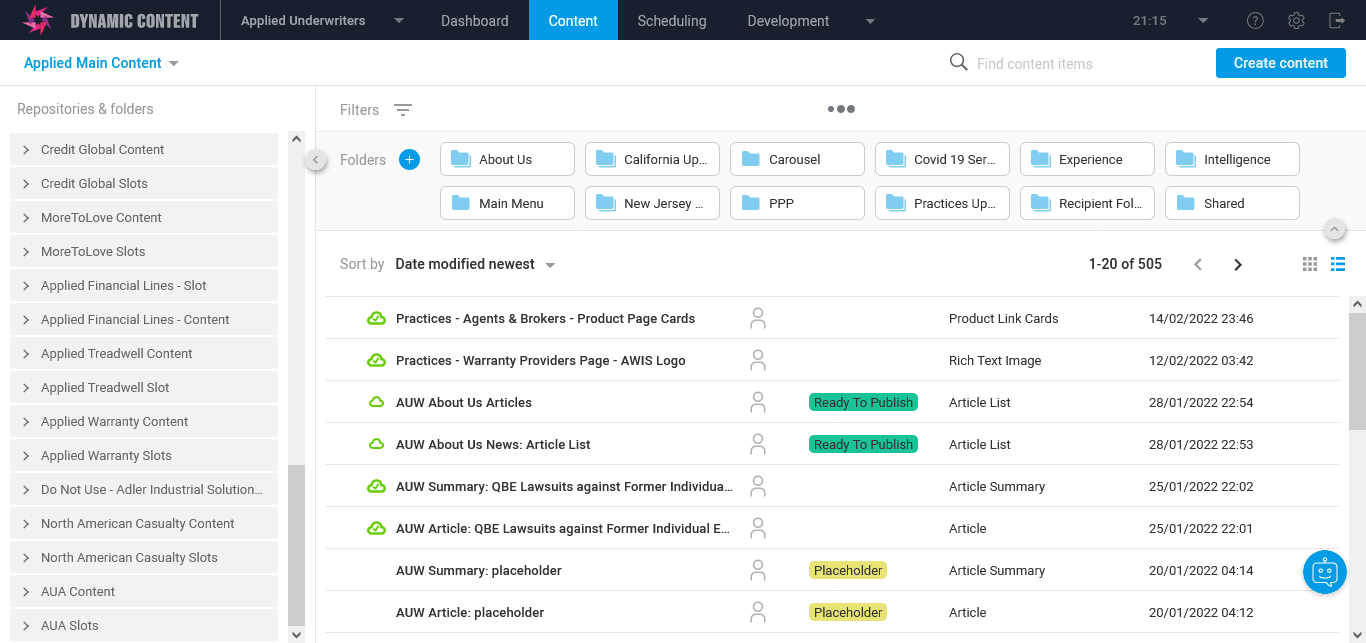 DYNAMIC CONTENT Applied Underwriters Dashboard Content Scheduling Development 21:15
Applied Main Content Find content items Create content
Repositories & folders
Filters
Credit Global Content
Credit Global Slots
MoreToLove Content
MoreToLove Slots
Applied Financial Lines - Slot
Applied Financial Lines - Content
Applied Treadwell Content
Applied Treadwell Slot
Applied Warranty Content
Applied Warranty Slots
Do Not Use - Adler Industrial Solution...
North American Casualty Content
North American Casualty Slots
AUA Content
AUA Slots
Folders About Us California Up... Carousel Covid 19 Ser... Experience Intelligence
Main Menu New Jersey ... PPP Practices Up... Recipient Fol... Shared
Sort by Date modified newest 1-20 of 505
Practices - Agents & Brokers - Product Page Cards Product Link Cards 14/02/2022 23:46
Practices - Warranty Providers Page - AWIS Logo Rich Text Image 12/02/2022 03:42
AUW About Us Articles Ready To Publish Article List 28/01/2022 22:54
AUW About Us News: Article List Ready To Publish Article List 28/01/2022 22:53
AUW Summary: QBE Lawsuits against Former Individua... Article Summary 25/01/2022 22:02
AUW Article: QBE Lawsuits against Former Individual E... Article 25/01/2022 22:01
AUW Summary: placeholder Placeholder Article Summary 20/01/2022 04:14
AUW Article: placeholder Placeholder Article 20/01/2022 04:12